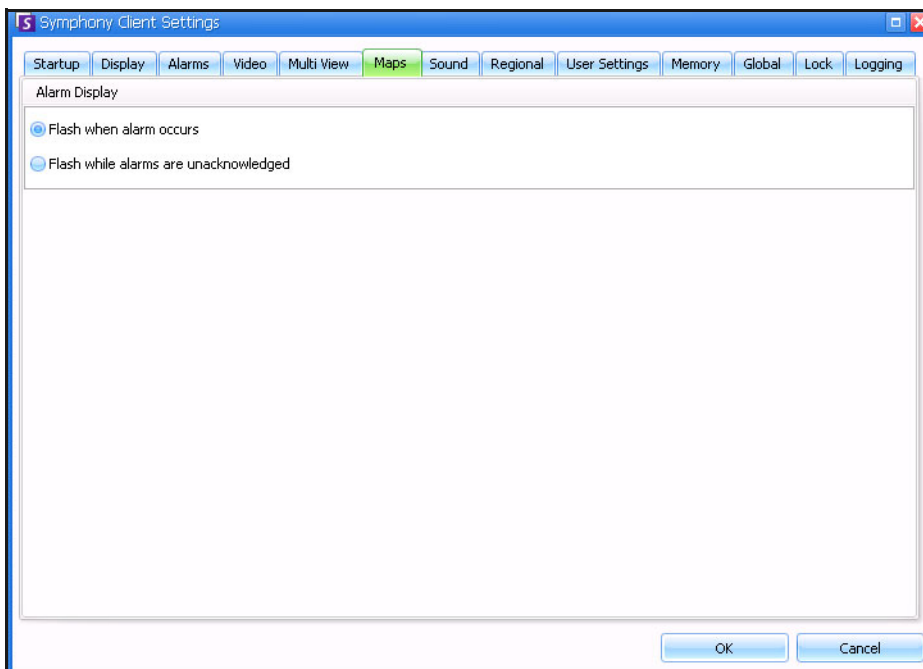 Symphony Client Settings
Startup Display Alarms Video Multi View Maps Sound Regional User Settings Memory Global Lock Logging
Alarm Display
Flash when alarm occurs
Flash while alarms are unacknowledged
OK Cancel